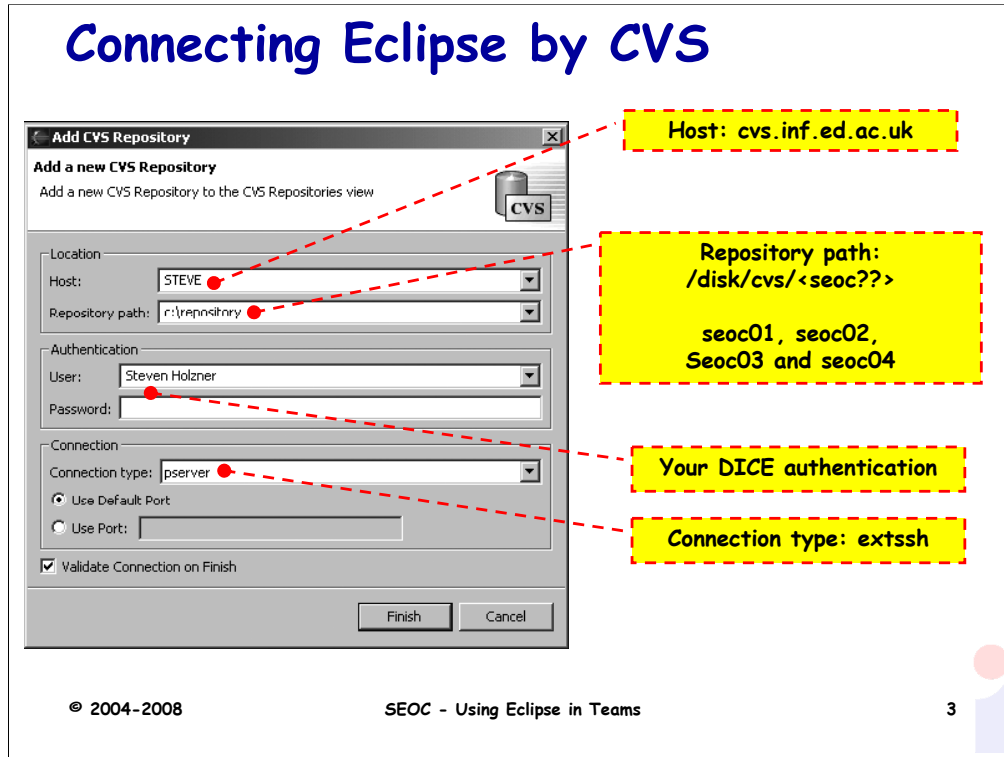 Connecting Eclipse by CVS
Add CVS Repository
Add a new CVS Repository
Add a new CVS Repository to the CVS Repositories view
CVS
Location
Host: STEVE
Repository path: c:\repository
Authentication
User: Steven Holzner
Password:
Connection
Connection type: pserver
Use Default Port
Use Port:
Validate Connection on Finish
Finish Cancel
Host: cvs.inf.ed.ac.uk
Repository path:
/disk/cvs/<seoc??>
seoc01, seoc02,
Seoc03 and seoc04
Your DICE authentication
Connection type: extssh
© 2004-2008 SEOC - Using Eclipse in Teams 3